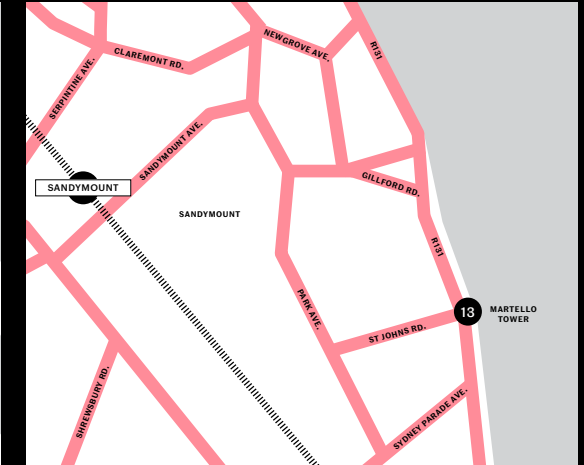 NEWGROVE AVE.
R131
CLAREMONT RD.
SERPINTINE AVE.
SANDYMOUNT AVE.
GILLFORD RD.
SANDYMOUNT
SANDYMOUNT
R131
PARK AVE.
13
MARTELLO
TOWER
ST JOHNS RD.
SHREWSBURY RD.
SYDNEY PARADE AVE.